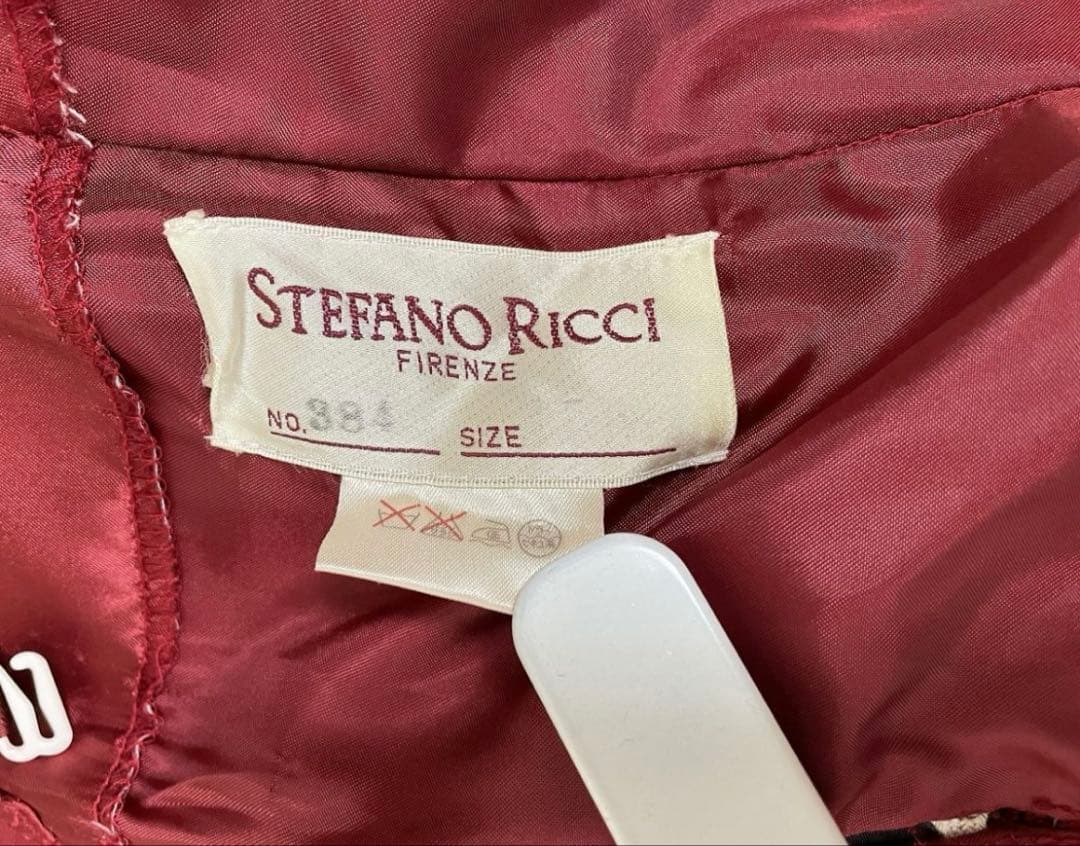 STEFANO RICCI
FIRENZE
NO. 384
SIZE